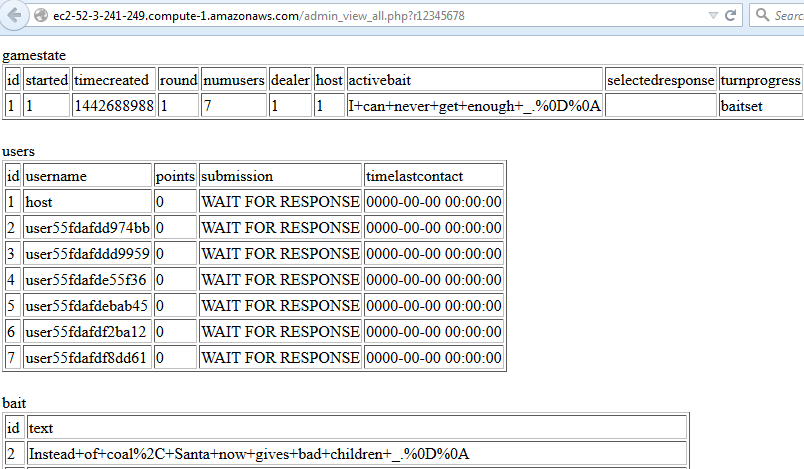 ec2-52-3-241-249.compute-1.amazonaws.com/admin_view_all.php?r12345678 Search
gamestate
id started timecreated round numusers dealer host activebait selectedresponse turnprogress
1 1 1442688988 1 7 1 1 I+can+never+get+enough+_.%0D%0A baitset
users
id username points submission timelastcontact
1 host 0 WAIT FOR RESPONSE 0000-00-00 00:00:00
2 user55fdafdd974bb 0 WAIT FOR RESPONSE 0000-00-00 00:00:00
3 user55fdafddd9959 0 WAIT FOR RESPONSE 0000-00-00 00:00:00
4 user55fdafde55f36 0 WAIT FOR RESPONSE 0000-00-00 00:00:00
5 user55fdafdebab45 0 WAIT FOR RESPONSE 0000-00-00 00:00:00
6 user55fdafdf2ba12 0 WAIT FOR RESPONSE 0000-00-00 00:00:00
7 user55fdafdf8dd61 0 WAIT FOR RESPONSE 0000-00-00 00:00:00
bait
id text
2 Instead+of+coal%2C+Santa+now+gives+bad+children+_.%0D%0A